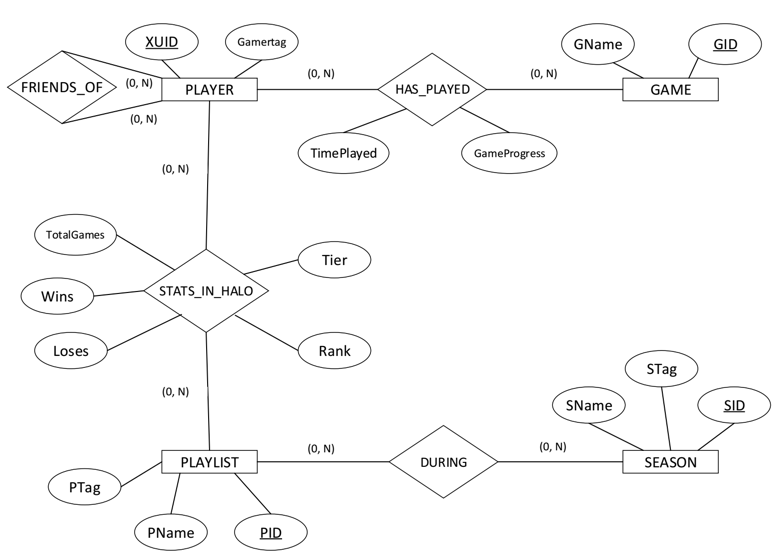 XUID
Gamertag
GName
GID
FRIENDS_OF
(0, N)
(0, N)
PLAYER
(0, N)
HAS_PLAYED
(0, N)
GAME
TimePlayed
GameProgress
(0, N)
TotalGames
Tier
Wins
STATS_IN_HALO
Loses
Rank
(0, N)
STag
SName
SID
PLAYLIST
(0, N)
DURING
(0, N)
SEASON
PTag
PName
PID